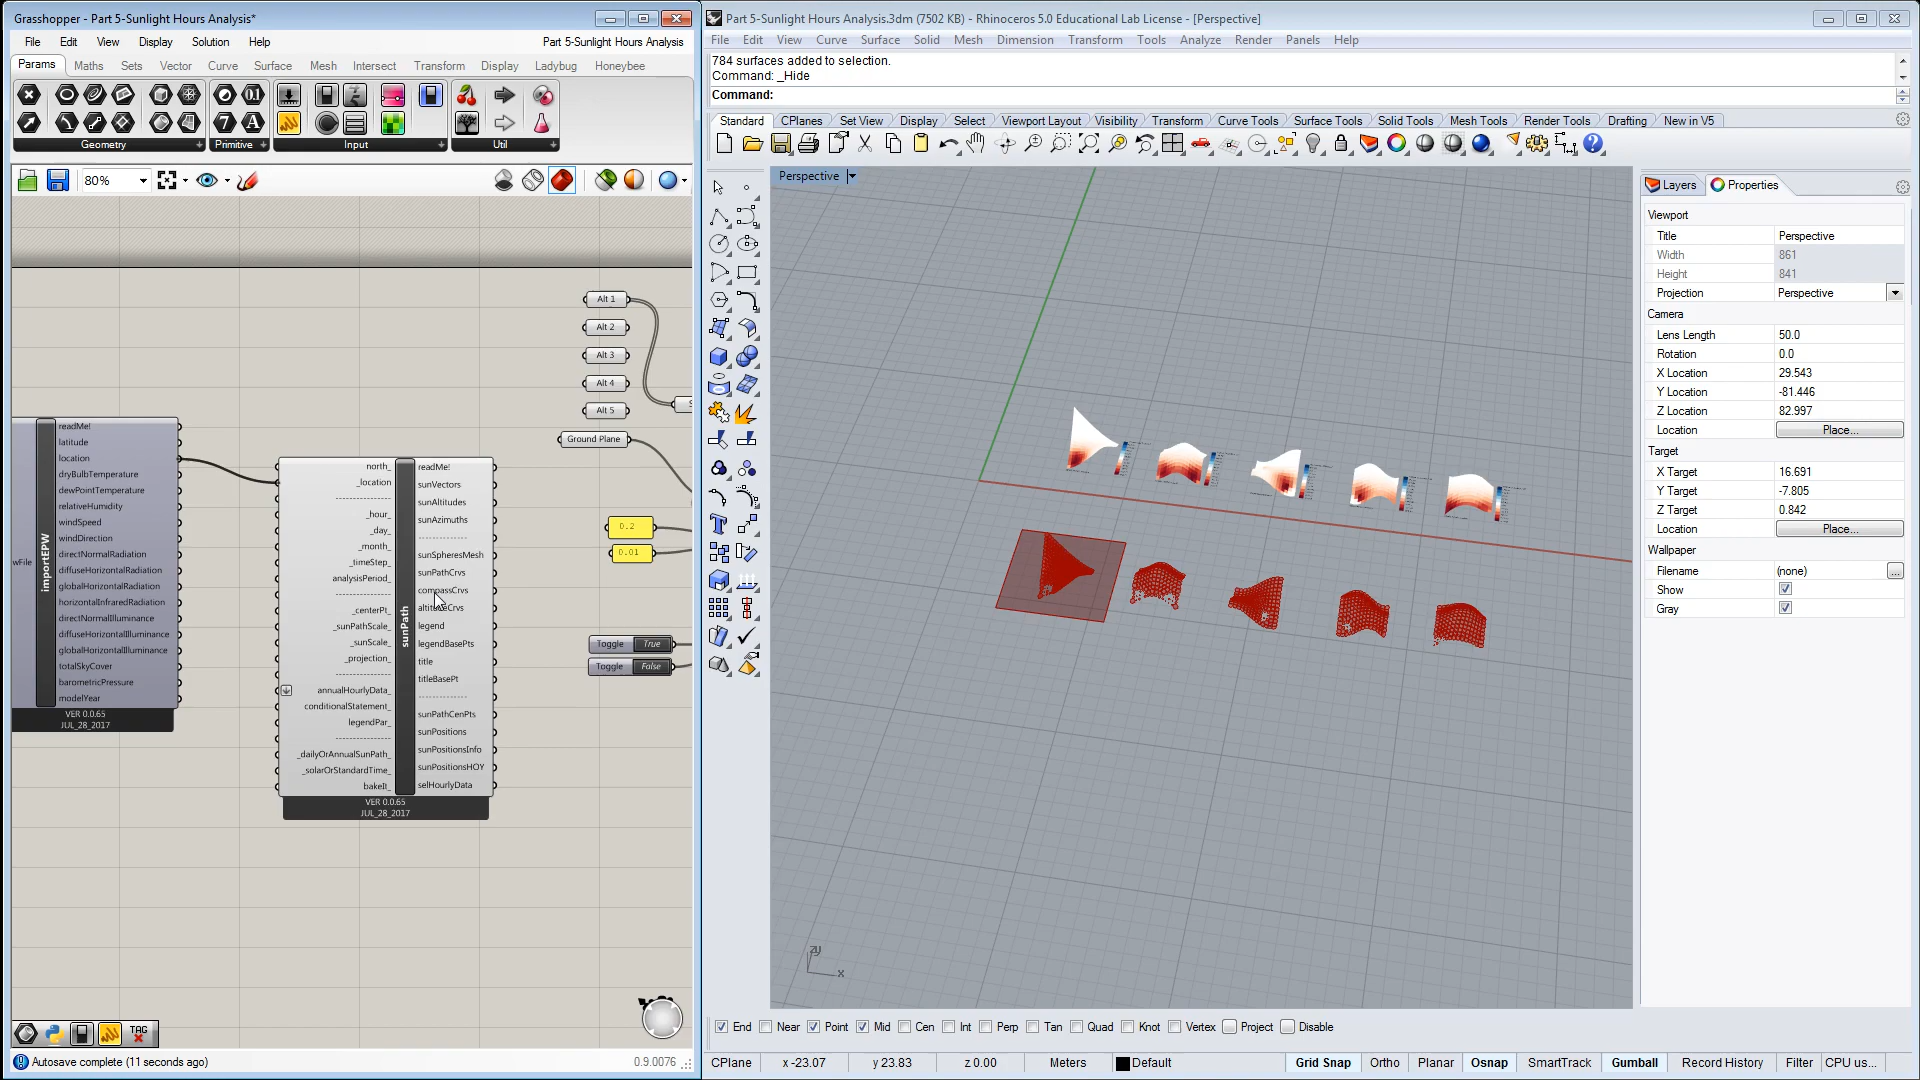 Grasshopper - Part 5-Sunlight Hours Analysis*
File Edit View Display Solution Help
Part 5-Sunlight Hours Analysis
Params Maths Sets Vector Curve Surface Mesh Intersect Transform Display Ladybug Honeybee
Geometry
Primitive
Input
Util
80%
Alt 1
Alt 2
Alt 3
Alt 4
Alt 5
Ground Plane
0.2
0.01
Toggle True
Toggle False
importEPW
readMe!
latitude
location
dryBulbTemperature
dewPointTemperature
relativeHumidity
windSpeed
windDirection
directNormalRadiation
diffuseHorizontalRadiation
globalHorizontalRadiation
horizontalInfraredRadiation
directNormalIlluminance
diffuseHorizontalIlluminance
globalHorizontalIlluminance
totalSkyCover
barometricPressure
modelYear
VER 0.0.65
JUL_28_2017
sunPath
north_
_location
_hour_
_day_
_month_
_timeStep_
analysisPeriod_
_centerPt_
_sunPathScale_
_sunScale_
_projection_
annualHourlyData_
conditionalStatement_
legendPar_
_dailyOrAnnualSunPath_
_solarOrStandardTime_
bakeIt_
readMe!
sunVectors
sunAltitudes
sunAzimuths
sunSpheresMesh
sunPathCrvs
compassCrvs
legend
legendBasePts
title
titleBasePt
sunPathCenPts
sunPositions
sunPositionsInfo
sunPositionsHOY
selHourlyData
VER 0.0.65
JUL_28_2017
TAG
Autosave complete (11 seconds ago)
0.9.0076
Part 5-Sunlight Hours Analysis.3dm (7502 KB) - Rhinoceros 5.0 Educational Lab License - [Perspective]
File Edit View Curve Surface Solid Mesh Dimension Transform Tools Analyze Render Panels Help
784 surfaces added to selection.
Command: _Hide
Command:
Standard CPlanes Set View Display Select Viewport Layout Visibility Transform Curve Tools Surface Tools Solid Tools Mesh Tools Render Tools Drafting New in V5
Perspective
zy
x
Layers Properties
Viewport
Title Perspective
Width 861
Height 841
Projection Perspective
Camera
Lens Length 50.0
Rotation 0.0
X Location 29.543
Y Location -81.446
Z Location 82.997
Location Place...
Target
X Target 16.691
Y Target -7.805
Z Target 0.842
Location Place...
Wallpaper
Filename (none) ...
Show
Gray
End Near Point Mid Cen Int Perp Tan Quad Knot Vertex Project Disable
CPlane x -23.07 y 23.83 z 0.00 Meters Default Grid Snap Ortho Planar Osnap SmartTrack Gumball Record History Filter CPU us...